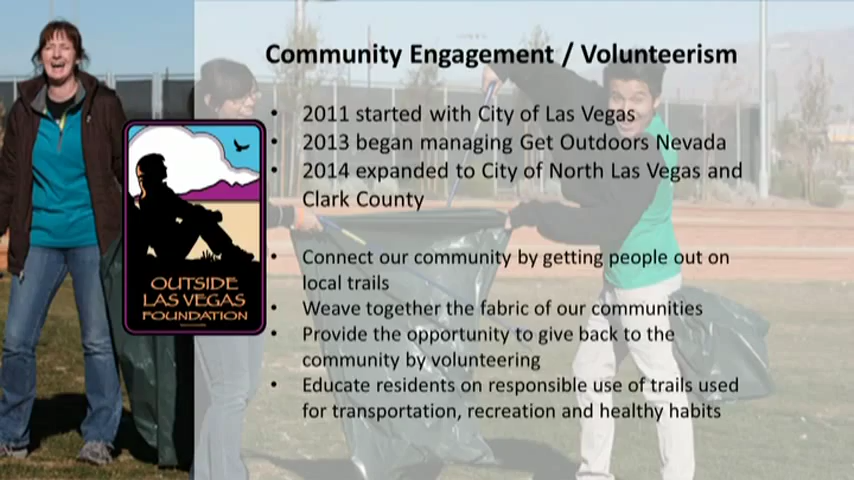 Community Engagement / Volunteerism
• 2011 started with City of Las Vegas
• 2013 began managing Get Outdoors Nevada
• 2014 expanded to City of North Las Vegas and
Clark County
• Connect our community by getting people out on
local trails
• Weave together the fabric of our communities
• Provide the opportunity to give back to the
community by volunteering
• Educate residents on responsible use of trails used
for transportation, recreation and healthy habits
OUTSIDE
LAS VEGAS
FOUNDATION